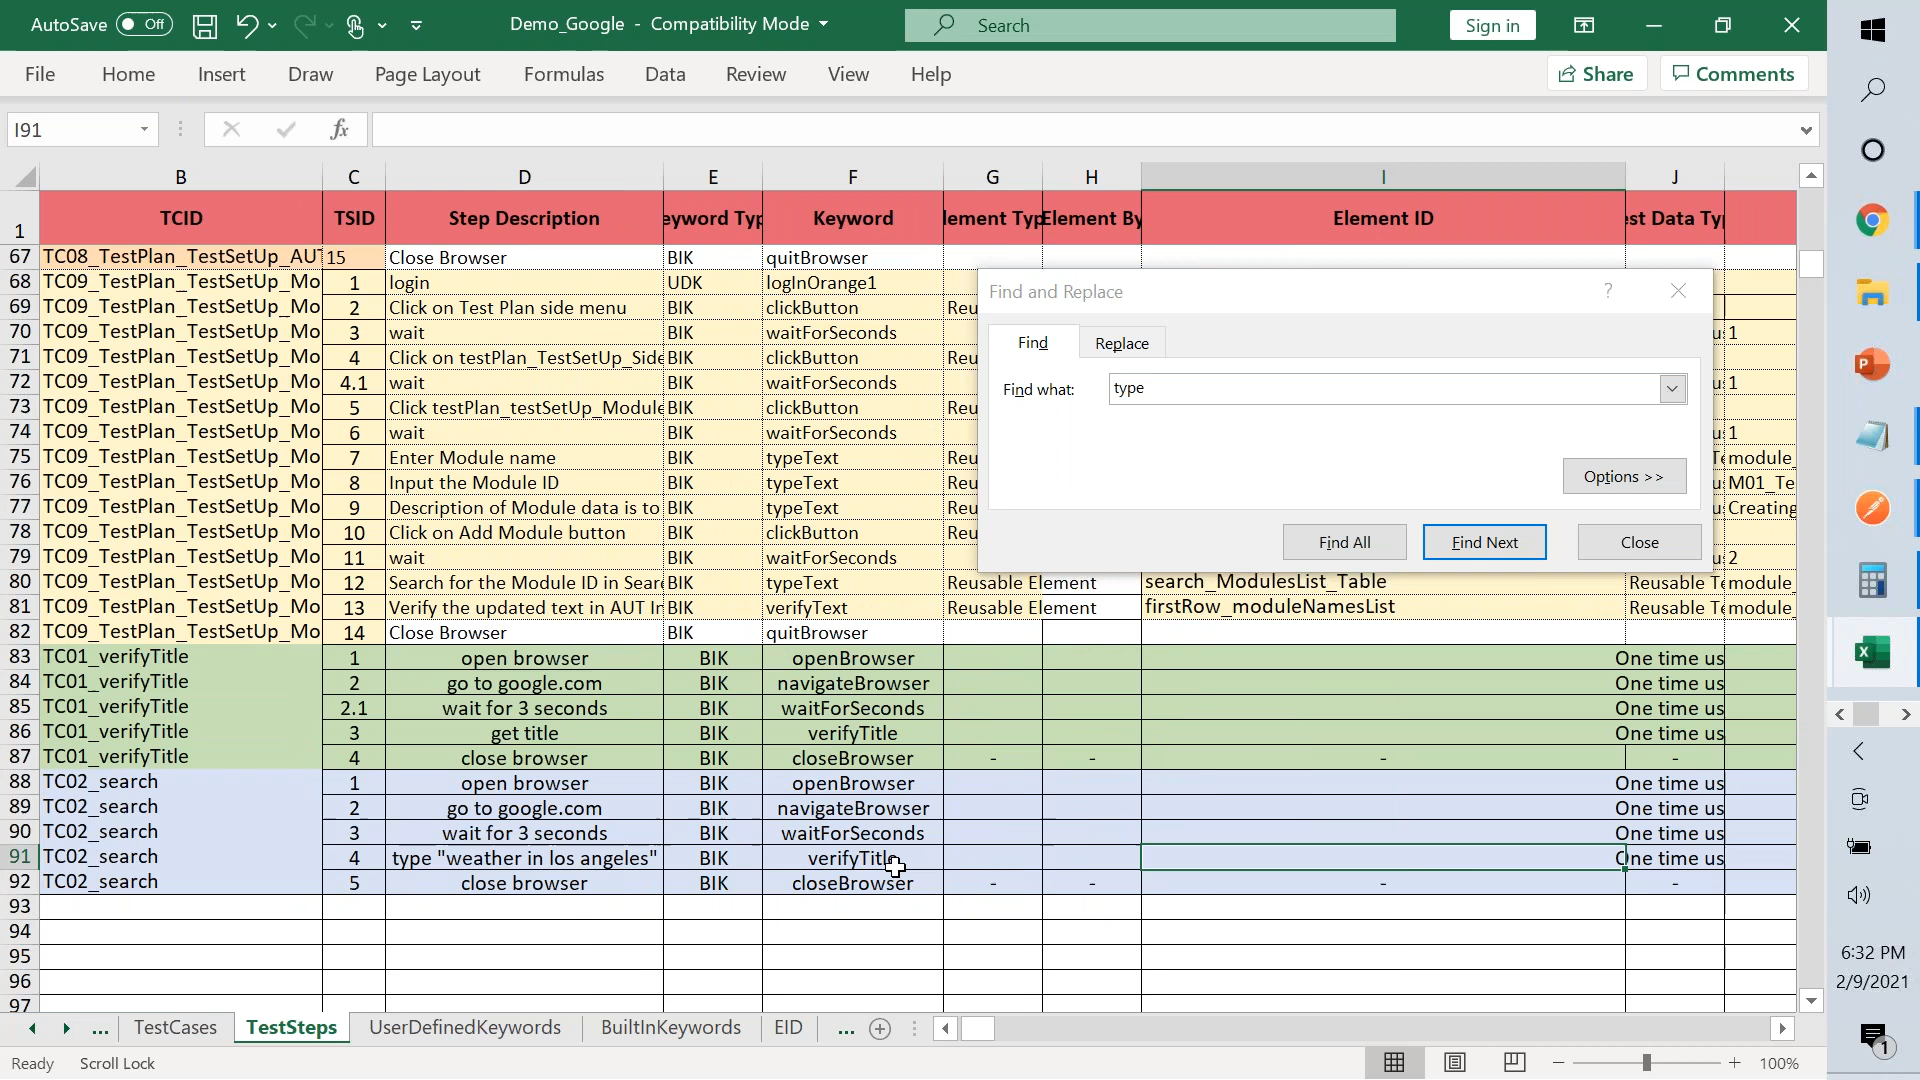 AutoSave Off Demo_Google - Compatibility Mode Search Sign in
File Home Insert Draw Page Layout Formulas Data Review View Help Share Comments
I91 fx
B C D E F G H I J
1 TCID TSID Step Description eyword Typ Keyword lement Typ Element By Element ID est Data Typ
67 TC08_TestPlan_TestSetUp_AUT 15 Close Browser BIK quitBrowser
68 TC09_TestPlan_TestSetUp_Mo 1 login UDK logInOrange1
69 TC09_TestPlan_TestSetUp_Mo 2 Click on Test Plan side menu BIK clickButton Reu
70 TC09_TestPlan_TestSetUp_Mo 3 wait BIK waitForSeconds u 1
71 TC09_TestPlan_TestSetUp_Mo 4 Click on testPlan_TestSetUp_Side BIK clickButton Reu
72 TC09_TestPlan_TestSetUp_Mo 4.1 wait BIK waitForSeconds u 1
73 TC09_TestPlan_TestSetUp_Mo 5 Click testPlan_testSetUp_Module BIK clickButton Reu
74 TC09_TestPlan_TestSetUp_Mo 6 wait BIK waitForSeconds u 1
75 TC09_TestPlan_TestSetUp_Mo 7 Enter Module name BIK typeText Reu Te module_
76 TC09_TestPlan_TestSetUp_Mo 8 Input the Module ID BIK typeText Reu u M01_Te
77 TC09_TestPlan_TestSetUp_Mo 9 Description of Module data is to BIK typeText Reu u Creating
78 TC09_TestPlan_TestSetUp_Mo 10 Click on Add Module button BIK clickButton Reu
79 TC09_TestPlan_TestSetUp_Mo 11 wait BIK waitForSeconds u 2
80 TC09_TestPlan_TestSetUp_Mo 12 Search for the Module ID in Sear BIK typeText Reusable Element search_ModulesList_Table Reusable Te module_
81 TC09_TestPlan_TestSetUp_Mo 13 Verify the updated text in AUT In BIK verifyText Reusable Element firstRow_moduleNamesList Reusable Te module_
82 TC09_TestPlan_TestSetUp_Mo 14 Close Browser BIK quitBrowser
83 TC01_verifyTitle 1 open browser BIK openBrowser One time us
84 TC01_verifyTitle 2 go to google.com BIK navigateBrowser One time us
85 TC01_verifyTitle 2.1 wait for 3 seconds BIK waitForSeconds One time us
86 TC01_verifyTitle 3 get title BIK verifyTitle One time us
87 TC01_verifyTitle 4 close browser BIK closeBrowser - - - -
88 TC02_search 1 open browser BIK openBrowser One time us
89 TC02_search 2 go to google.com BIK navigateBrowser One time us
90 TC02_search 3 wait for 3 seconds BIK waitForSeconds One time us
91 TC02_search 4 type "weather in los angeles" BIK verifyTitle One time us
92 TC02_search 5 close browser BIK closeBrowser - - - -
93
94
95
96
97
Find and Replace ?
Find Replace
Find what: type
Options >>
Find All Find Next Close
... TestCases TestSteps UserDefinedKeywords BuiltInKeywords EID ...
Ready Scroll Lock 100%
6:32 PM
2/9/2021
1